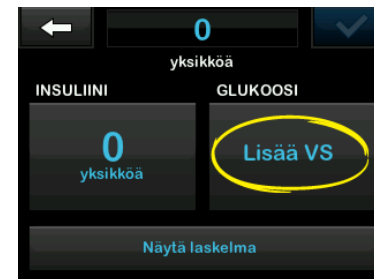 0
yksikköä
INSULIINI
GLUKOOSI
0
yksikköä
Lisää VS
Näytä laskelma